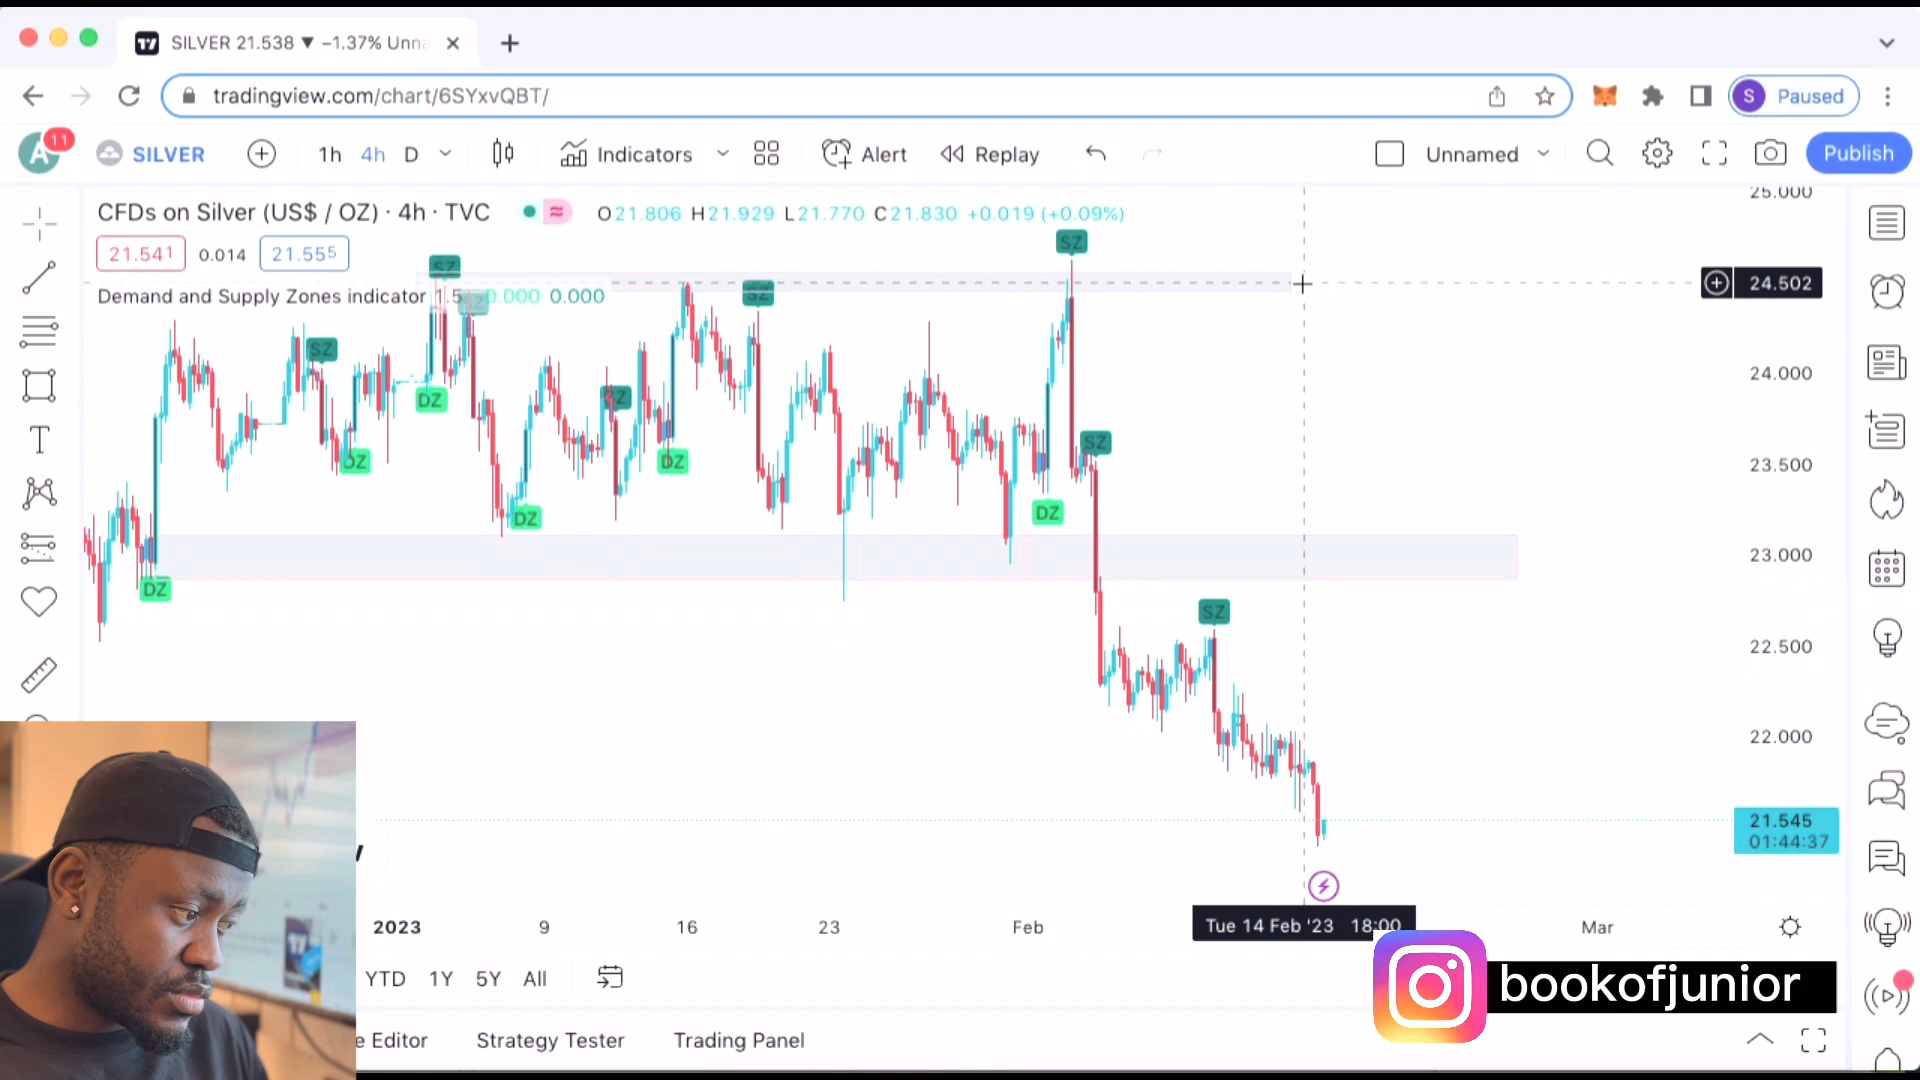 SILVER 21.538 ▼ −1.37% Unna
tradingview.com/chart/6SYxvQBT/
S Paused
A 11 SILVER 1h 4h D Indicators Alert Replay Unnamed Publish
CFDs on Silver (US$ / OZ) · 4h · TVC O21.806 H21.929 L21.770 C21.830 +0.019 (+0.09%)
21.541 0.014 21.555
Demand and Supply Zones indicator 1.5 0.000 0.000
SZ
SZ
SZ
SZ
SZ
SZ
SZ
SZ
DZ
DZ
DZ
DZ
DZ
DZ
25.000
24.502
24.000
23.500
23.000
22.500
22.000
21.545
01:44:37
2023 9 16 23 Feb Tue 14 Feb '23 18:00 Mar
YTD 1Y 5Y All
bookofjunior
e Editor Strategy Tester Trading Panel